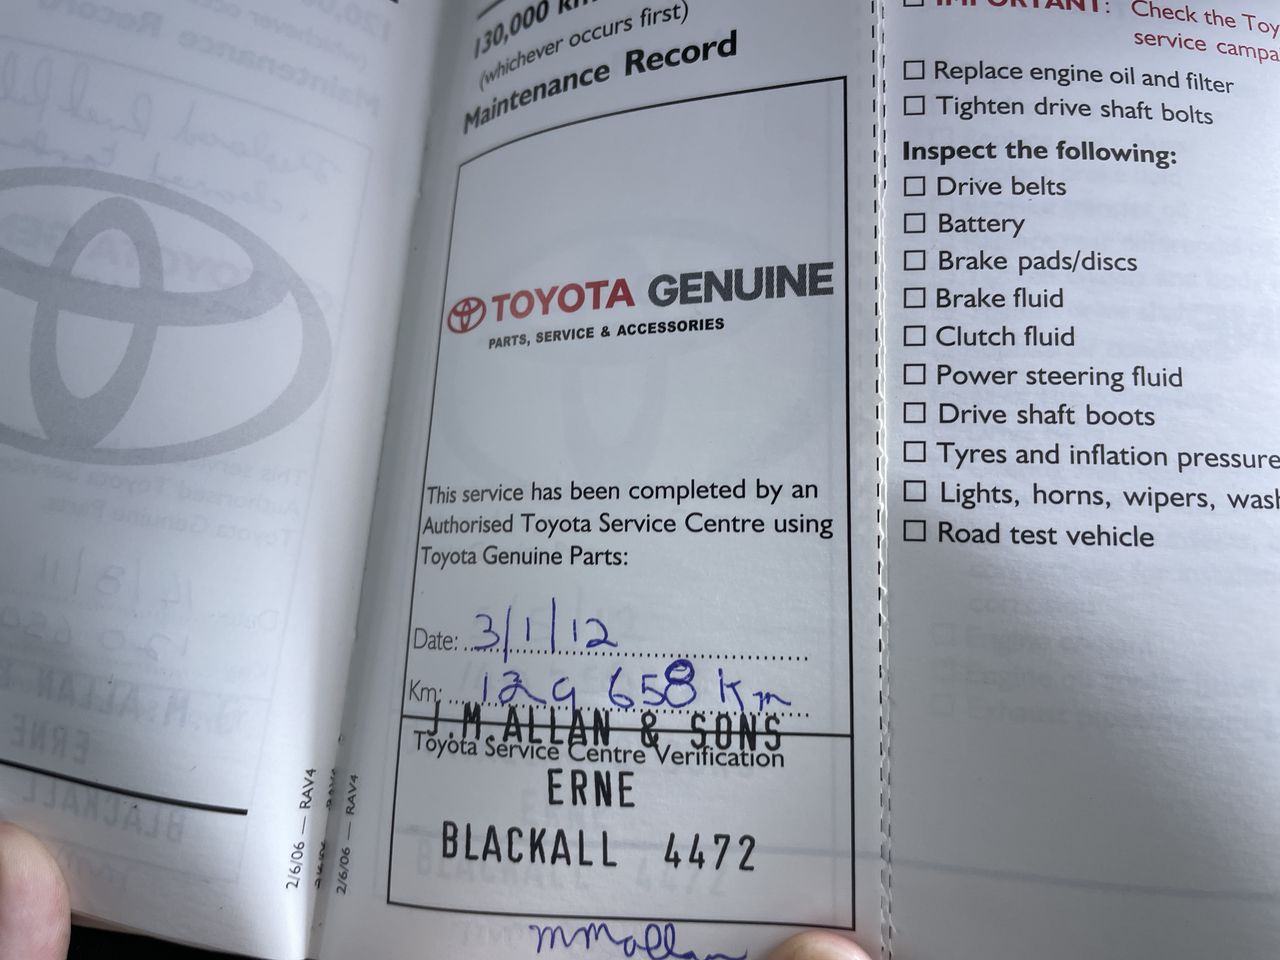 130,000 km
(whichever occurs first)
Maintenance Record
TOYOTA GENUINE
PARTS, SERVICE & ACCESSORIES
This service has been completed by an
Authorised Toyota Service Centre using
Toyota Genuine Parts:
Date: 3/1/12
Km: 129 658 Km
J.M.ALLAN & SONS
Toyota Service Centre Verification
ERNE
BLACKALL 4472
2/6/06 — RAV4
2/6/06 — RAV4
IMPORTANT: Check the Toy
service campa
Replace engine oil and filter
Tighten drive shaft bolts
Inspect the following:
Drive belts
Battery
Brake pads/discs
Brake fluid
Clutch fluid
Power steering fluid
Drive shaft boots
Tyres and inflation pressure
Lights, horns, wipers, wash
Road test vehicle